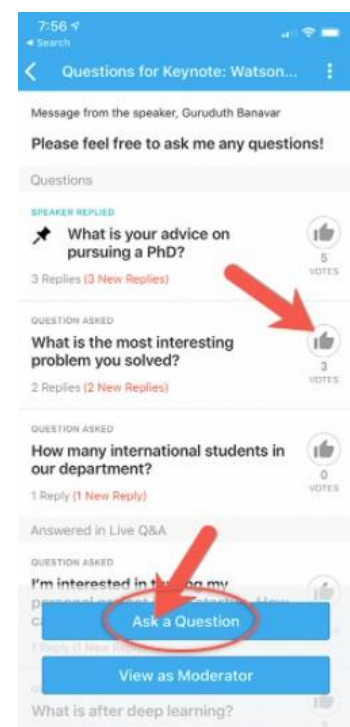 7:56
◀ Search
Questions for Keynote: Watson...
Message from the speaker, Guruduth Banavar
Please feel free to ask me any questions!
Questions
SPEAKER REPLIED
What is your advice on
pursuing a PhD?
5
VOTES
3 Replies (3 New Replies)
QUESTION ASKED
What is the most interesting
problem you solved?
3
VOTES
2 Replies (2 New Replies)
QUESTION ASKED
How many international students in
our department?
0
VOTES
1 Reply (1 New Reply)
Answered in Live Q&A
QUESTION ASKED
I'm interested in my
Ask a Question
View as Moderator
What is after deep learning?